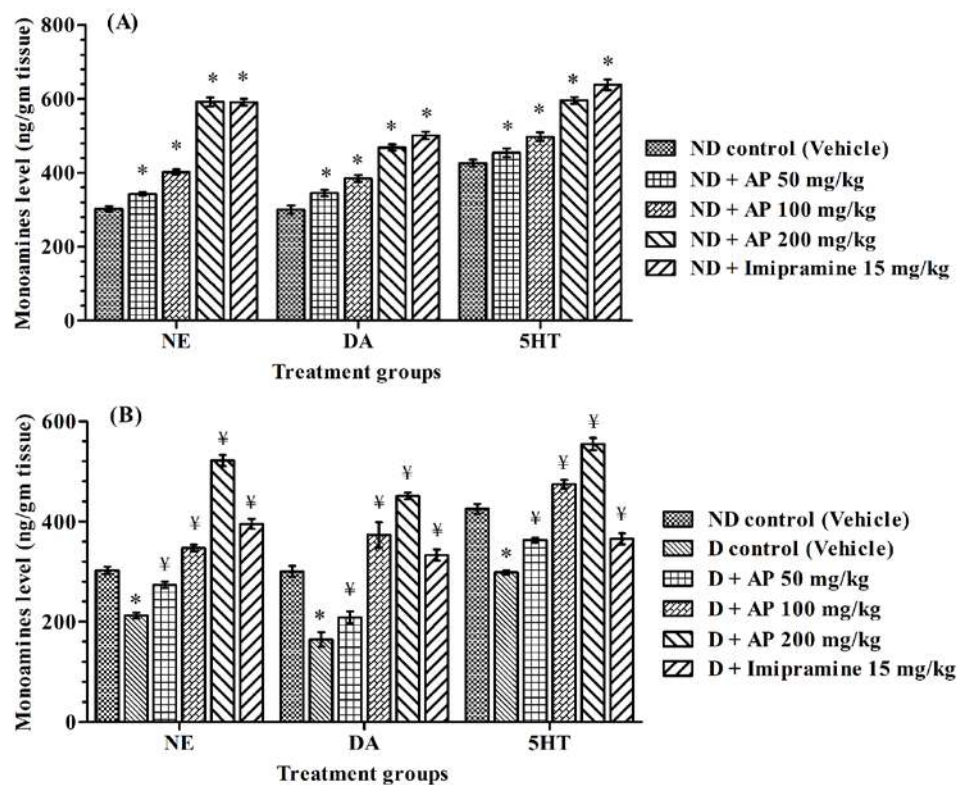 (A)
Monoamines level (ng/gm tissue)
800
600
400
200
0
* * * *
* * * *
* * * *
NE DA 5HT
Treatment groups
ND control (Vehicle)
ND + AP 50 mg/kg
ND + AP 100 mg/kg
ND + AP 200 mg/kg
ND + Imipramine 15 mg/kg
(B)
Monoamines level (ng/gm tissue)
600
400
200
0
* ¥ ¥ ¥ ¥
* ¥ ¥ ¥ ¥
* ¥ ¥ ¥ ¥
NE DA 5HT
Treatment groups
ND control (Vehicle)
D control (Vehicle)
D + AP 50 mg/kg
D + AP 100 mg/kg
D + AP 200 mg/kg
D + Imipramine 15 mg/kg